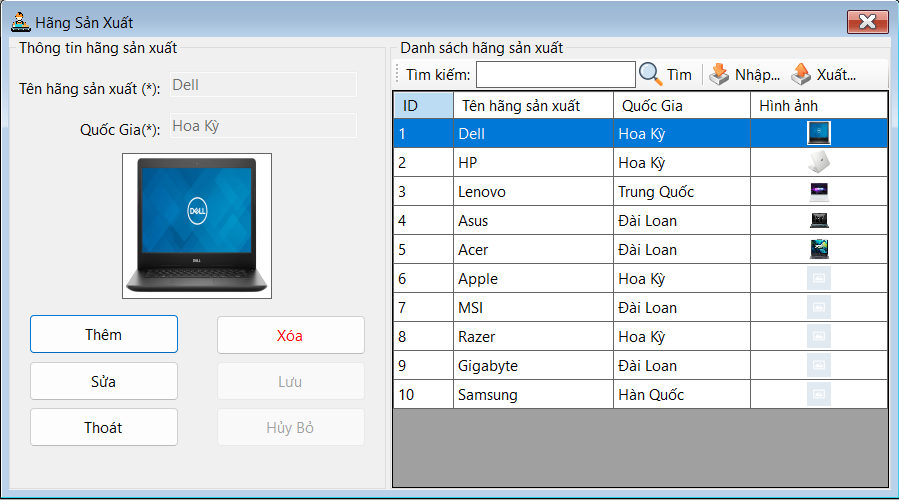 Hãng Sản Xuất
Thông tin hãng sản xuất
Tên hãng sản xuất (*): Dell
Quốc Gia(*): Hoa Kỳ
DELL
DELL
Thêm Xóa
Sửa Lưu
Thoát Hủy Bỏ
Danh sách hãng sản xuất
Tìm kiếm: Tìm Nhập... Xuất...
ID Tên hãng sản xuất Quốc Gia Hình ảnh
1 Dell Hoa Kỳ
2 HP Hoa Kỳ
3 Lenovo Trung Quốc
4 Asus Đài Loan
5 Acer Đài Loan
6 Apple Hoa Kỳ
7 MSI Đài Loan
8 Razer Hoa Kỳ
9 Gigabyte Đài Loan
10 Samsung Hàn Quốc